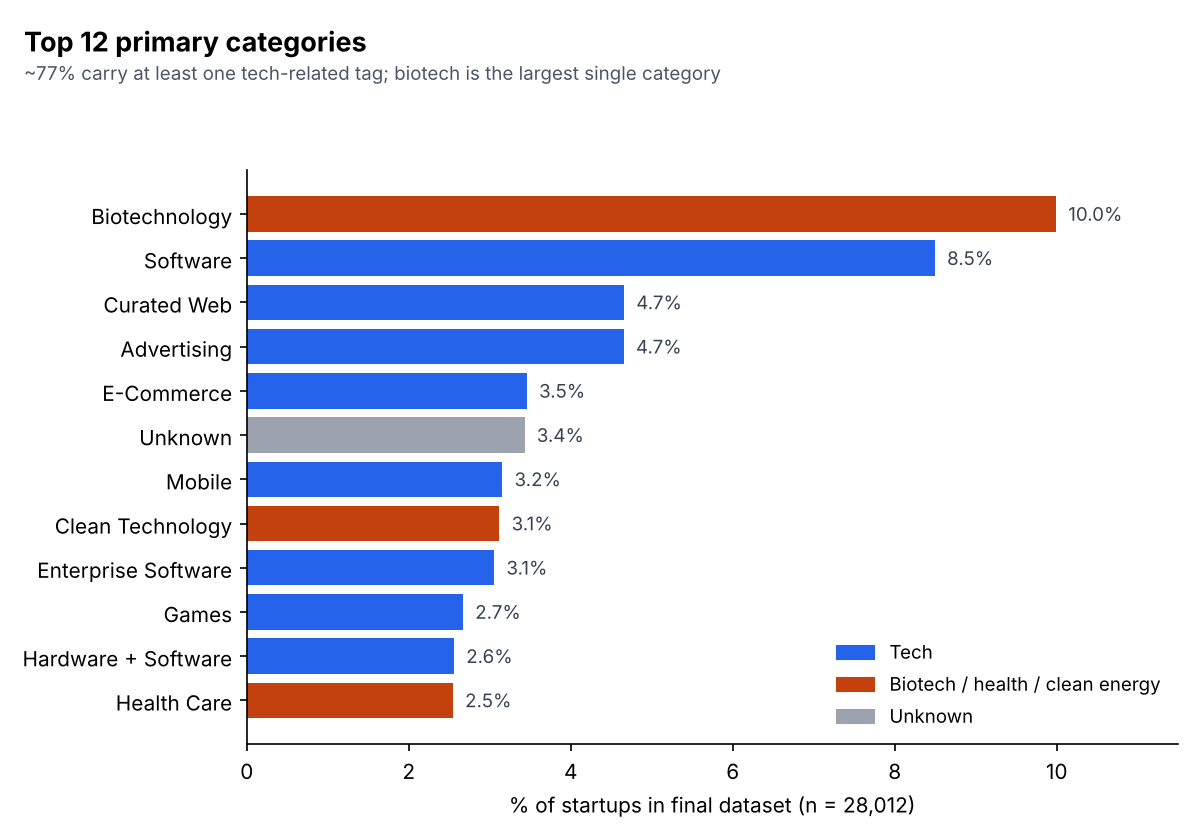 Top 12 primary categories
~77% carry at least one tech-related tag; biotech is the largest single category
Biotechnology 10.0%
Software 8.5%
Curated Web 4.7%
Advertising 4.7%
E-Commerce 3.5%
Unknown 3.4%
Mobile 3.2%
Clean Technology 3.1%
Enterprise Software 3.1%
Games 2.7%
Hardware + Software 2.6%
Health Care 2.5%
Tech
Biotech / health / clean energy
Unknown
0 2 4 6 8 10
% of startups in final dataset (n = 28,012)